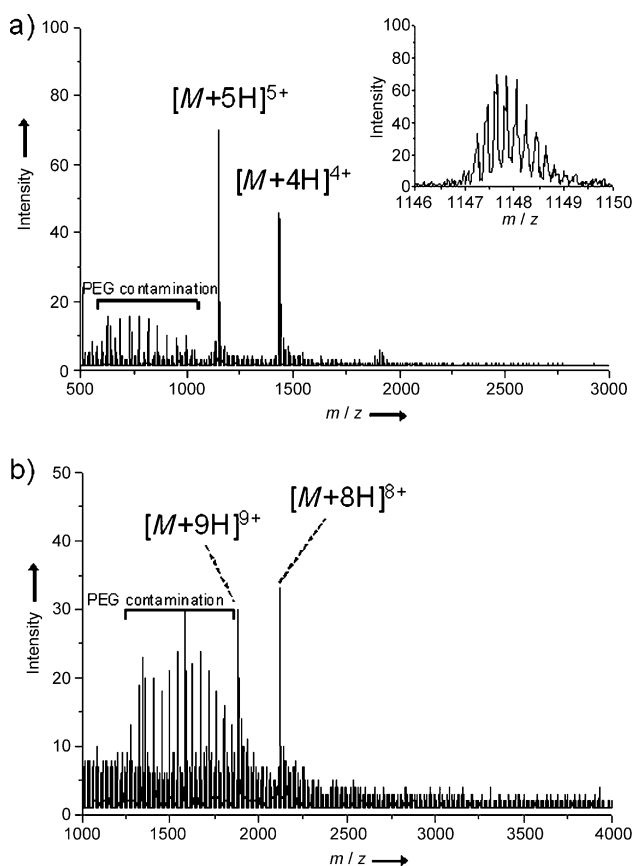 a)
100
80
60
40
20
0
Intensity
[M+5H]5+
[M+4H]4+
PEG contamination
500
1000
1500
2000
2500
3000
m / z
100
80
60
40
20
0
Intensity
1146
1147
1148
1149
1150
m / z
b)
50
40
30
20
10
0
Intensity
[M+9H]9+
[M+8H]8+
PEG contamination
1000
1500
2000
2500
3000
3500
4000
m / z